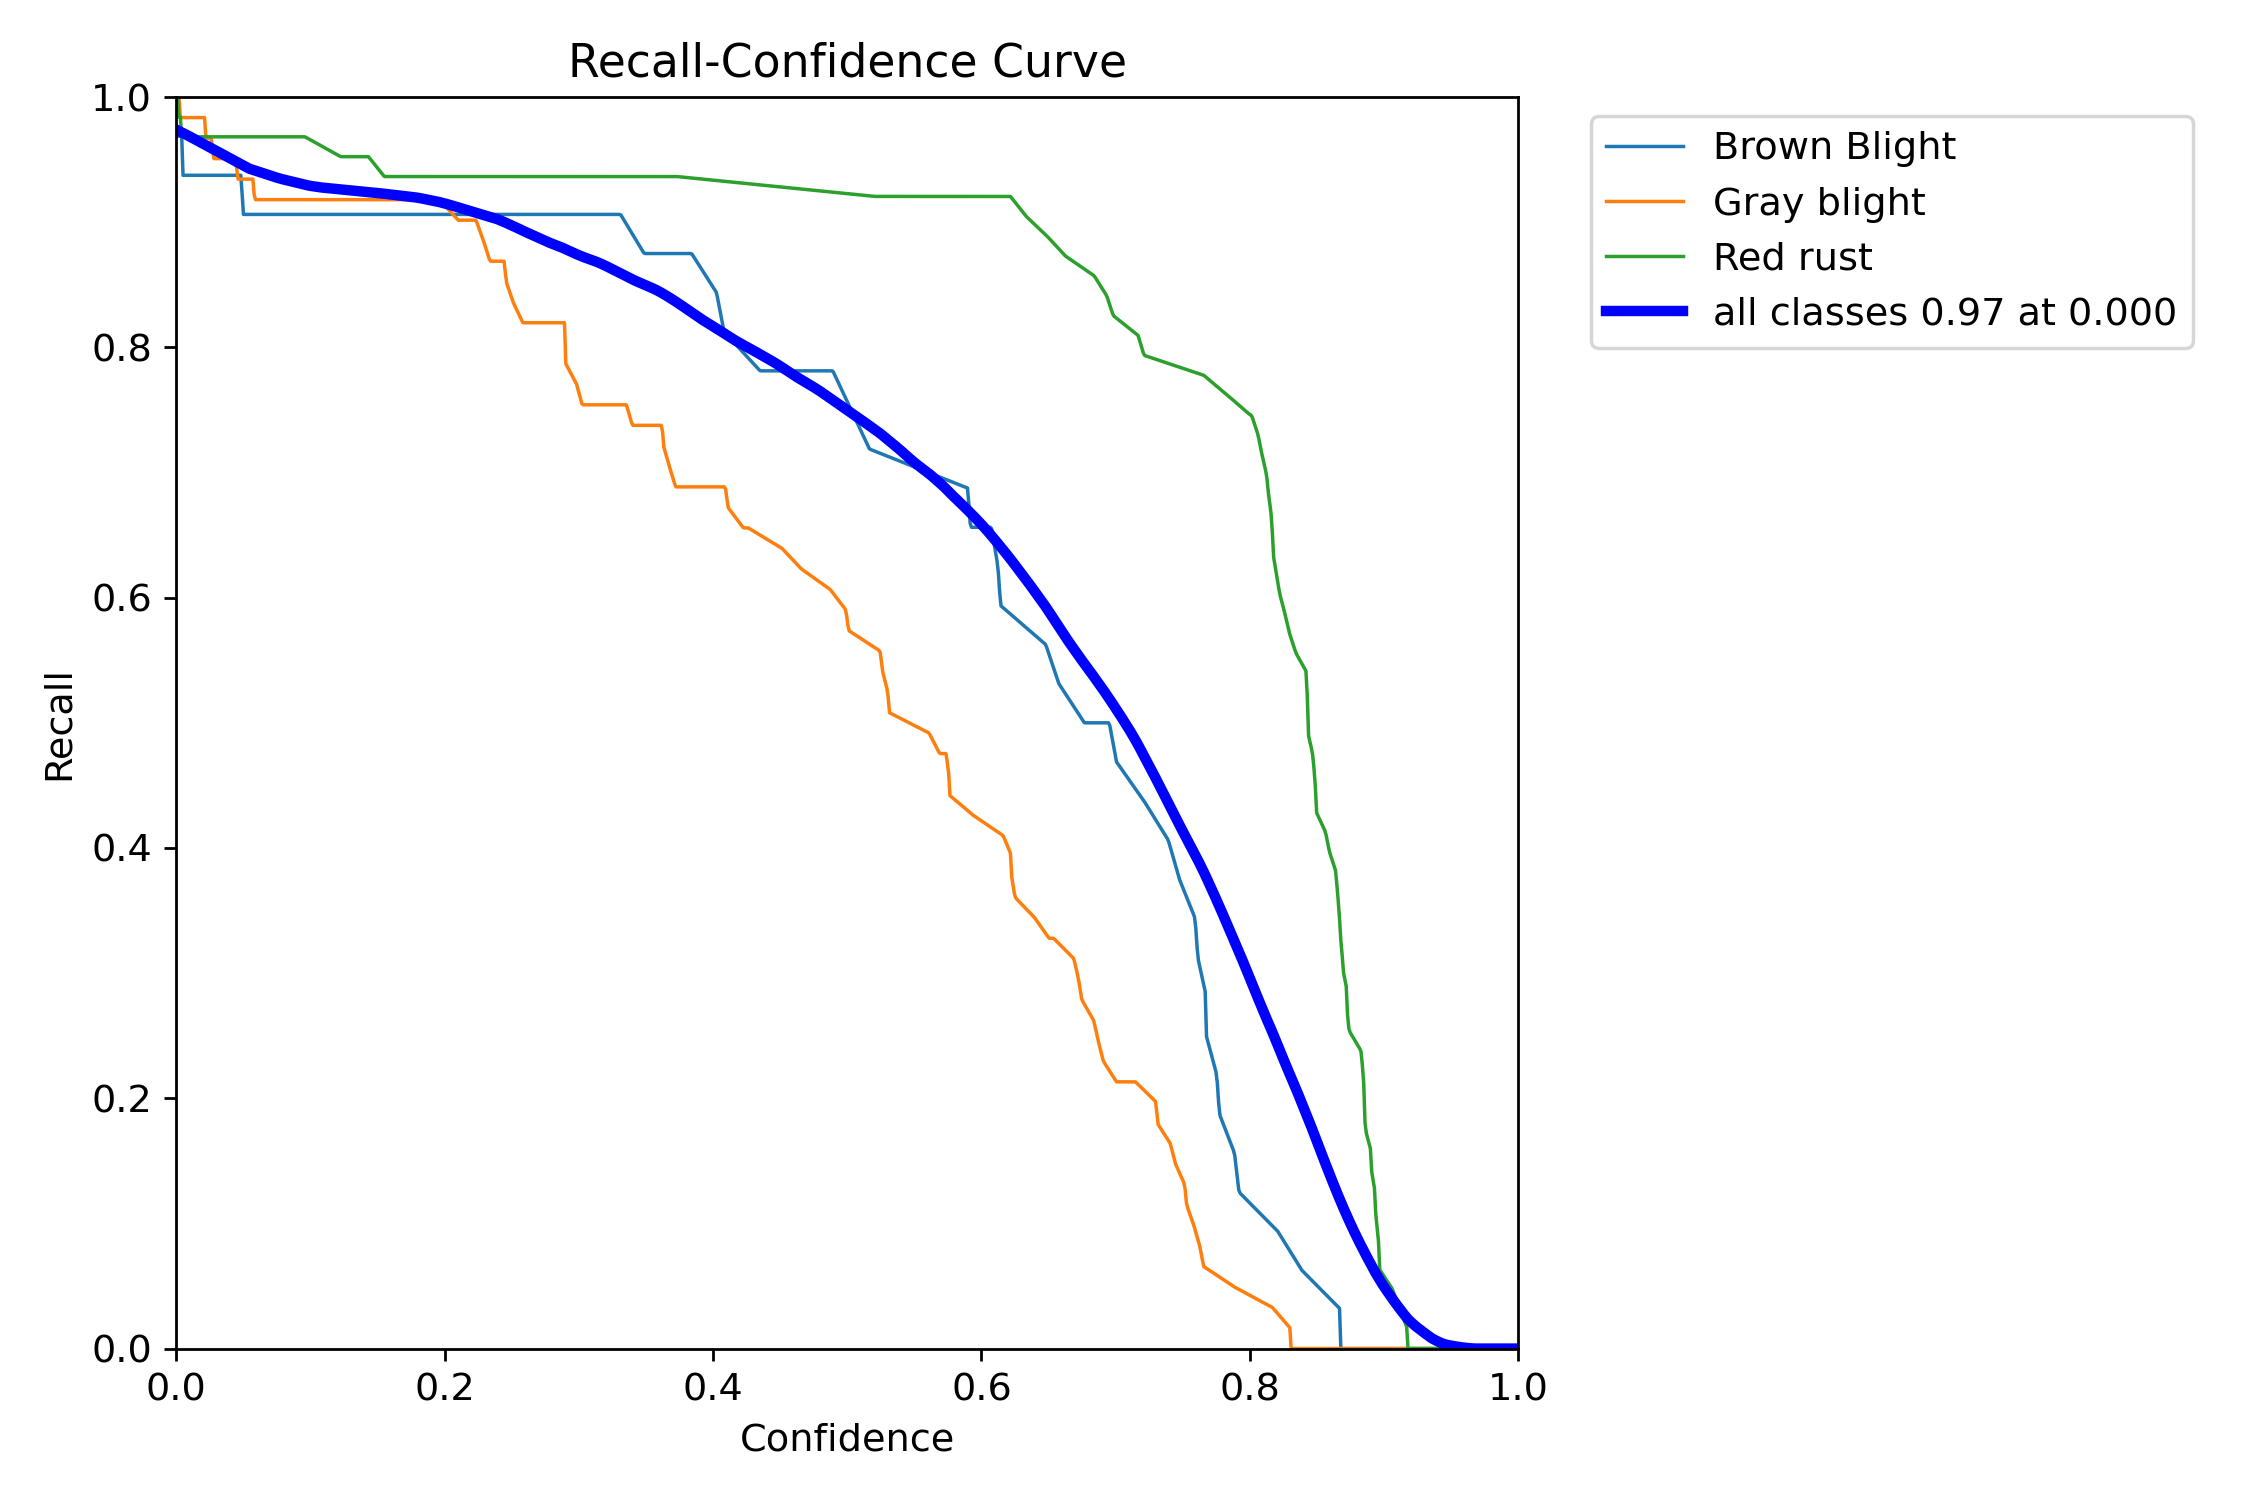 Recall-Confidence Curve
1.0
0.8
0.6
0.4
0.2
0.0
Recall
0.0 0.2 0.4 0.6 0.8 1.0
Confidence
Brown Blight
Gray blight
Red rust
all classes 0.97 at 0.000